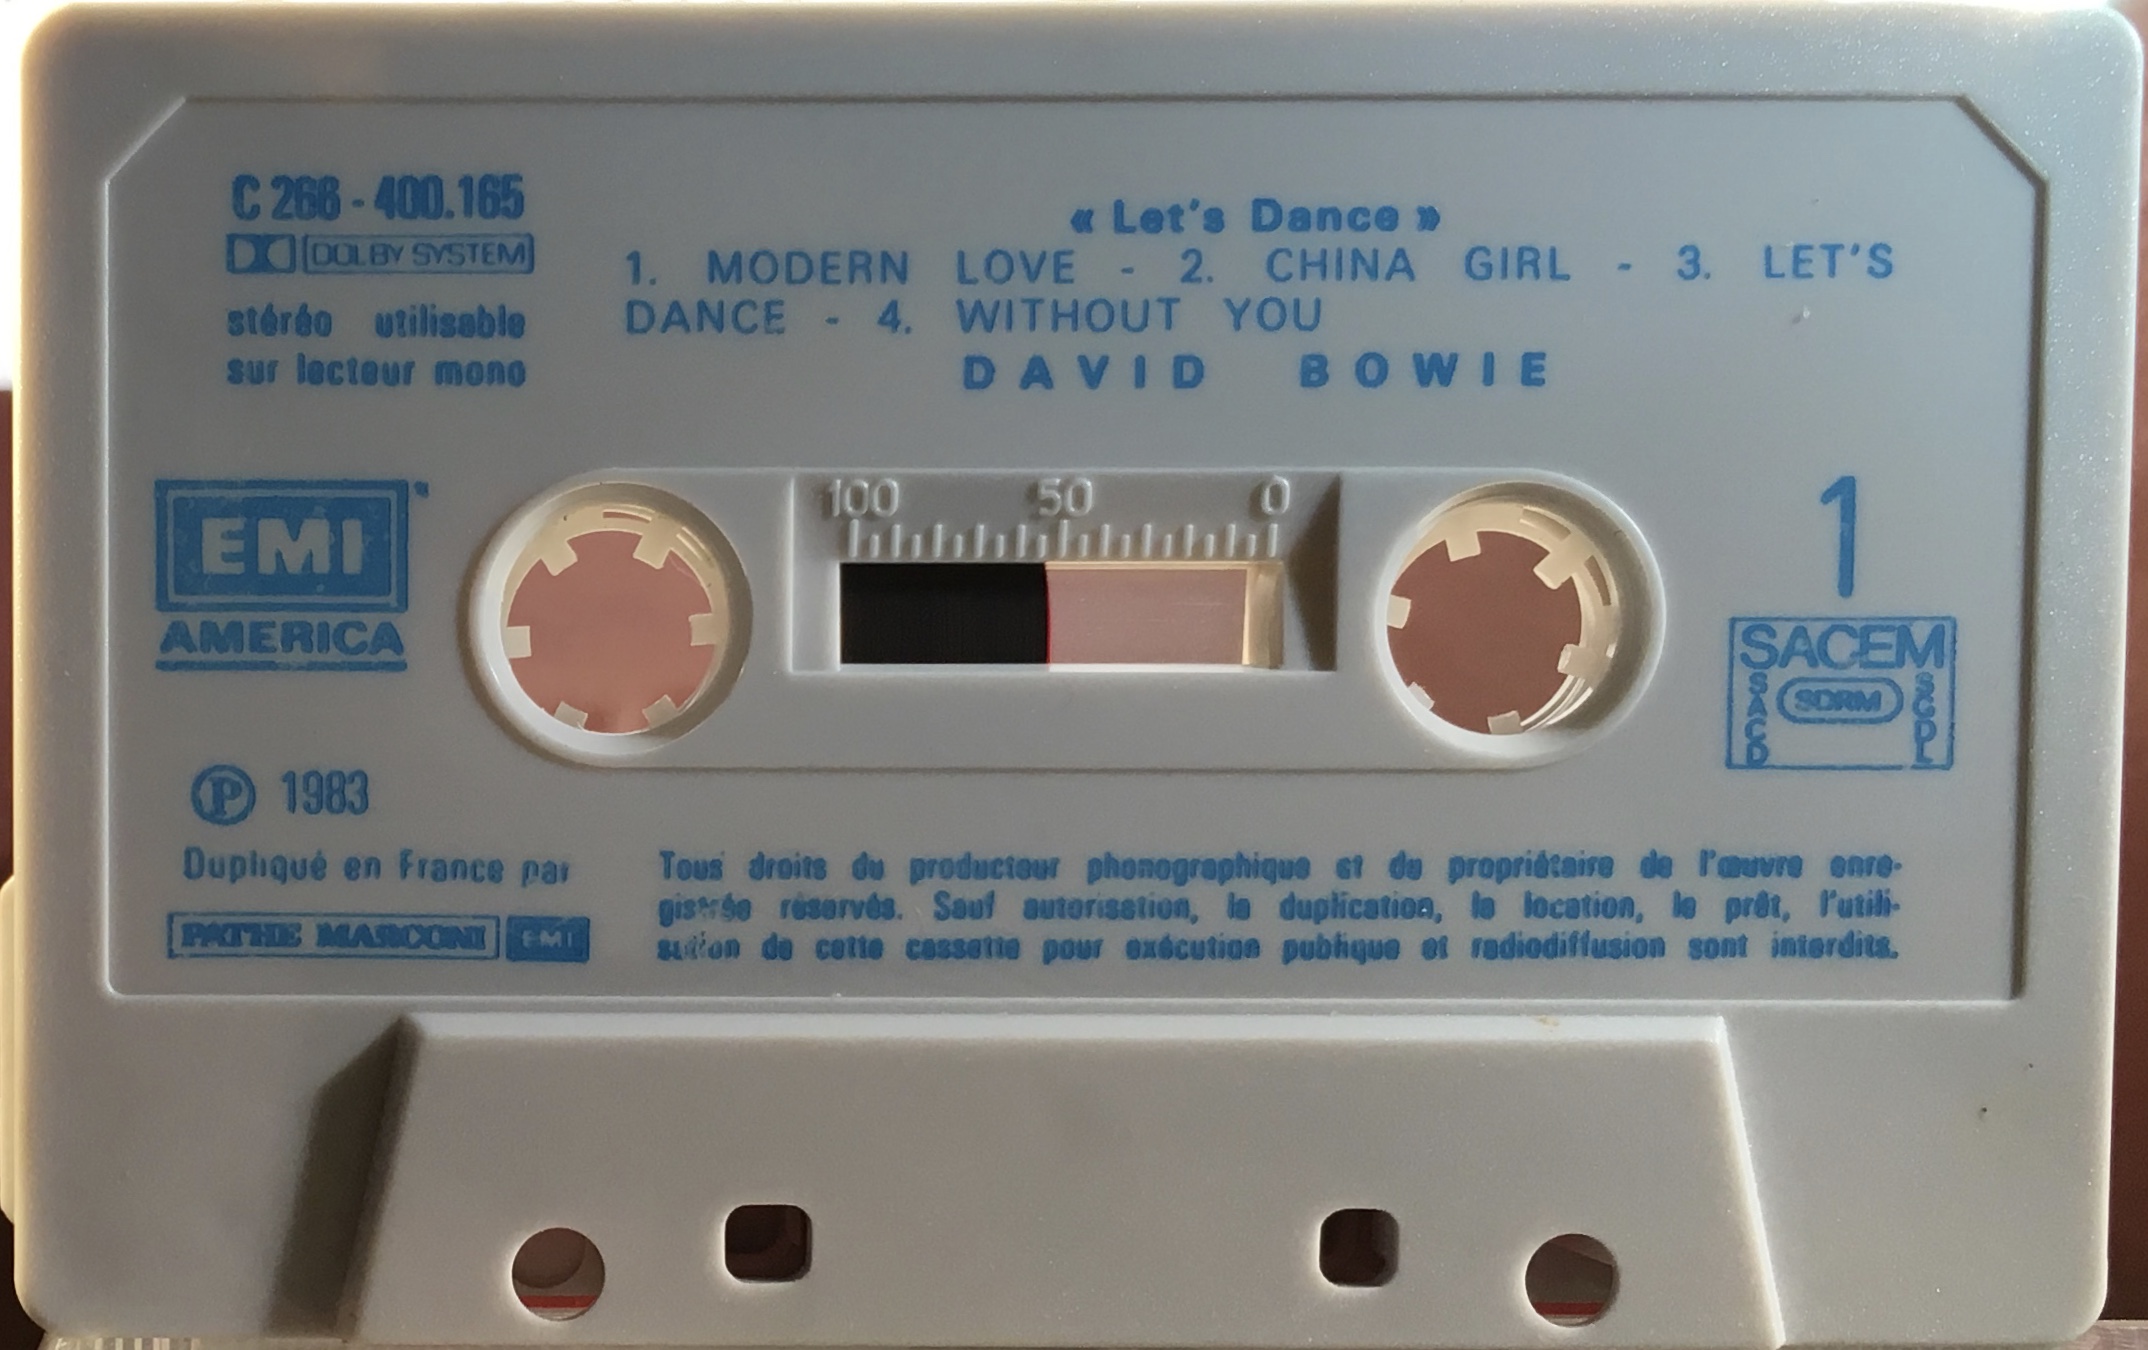 C 266 - 400.165
DOLBY SYSTEM
stéréo utilisable
sur lecteur mono
« Let's Dance »
1. MODERN LOVE - 2. CHINA GIRL - 3. LET'S
DANCE - 4. WITHOUT YOU
DAVID BOWIE
EMI
AMERICA
100 50 0
1
SACEM
SACD
SDRM
SGDL
℗ 1983
Dupliqué en France par
PATHE MARCONI EMI
Tous droits du producteur phonographique et du propriétaire de l'œuvre enre-
gistrée réservés. Sauf autorisation, la duplication, la location, le prêt, l'utili-
sation de cette cassette pour exécution publique et radiodiffusion sont interdits.